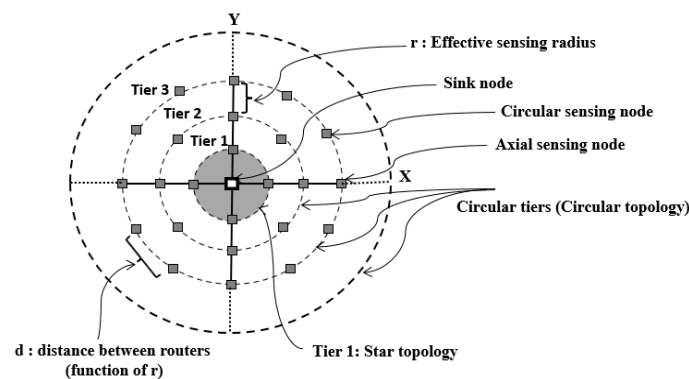 Y
r : Effective sensing radius
Sink node
Tier 3
Circular sensing node
Tier 2
Tier 1
Axial sensing node
X
Circular tiers (Circular topology)
d : distance between routers
(function of r)
Tier 1: Star topology